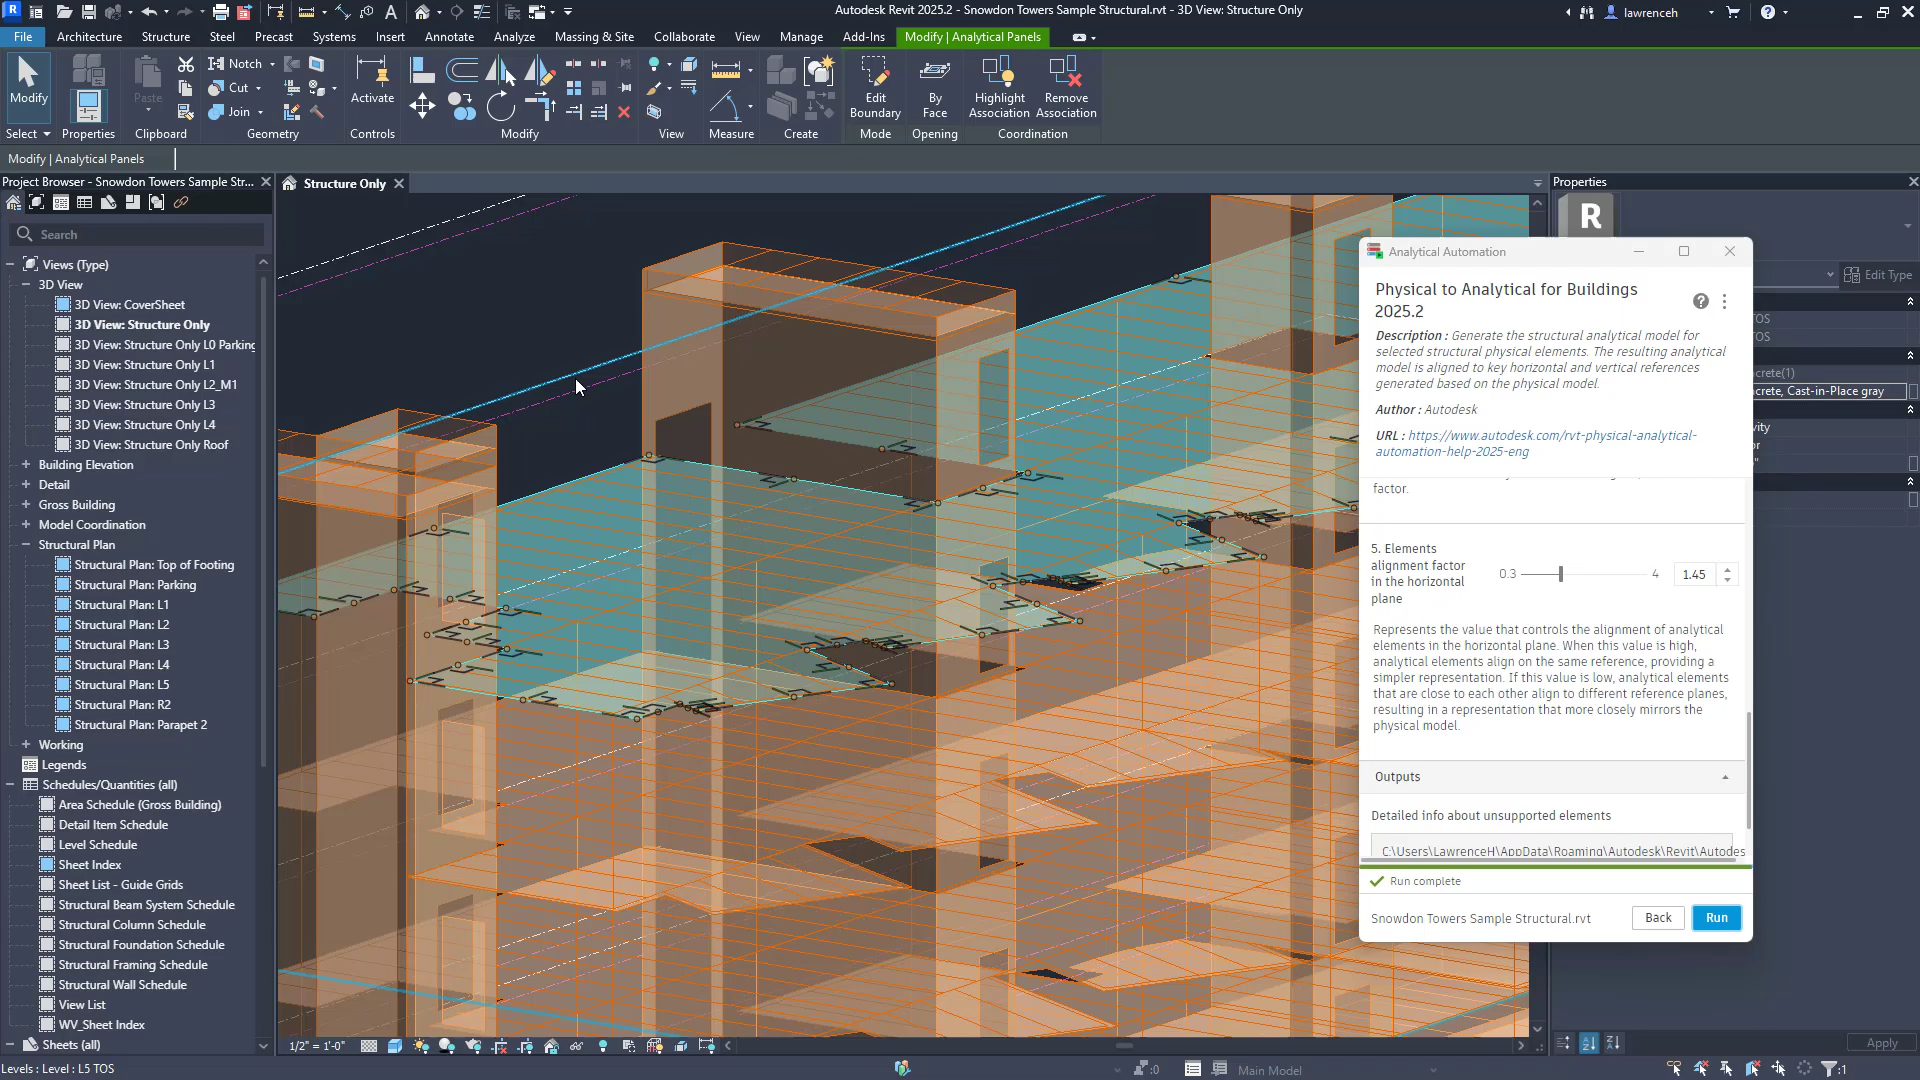 Autodesk Revit 2025.2 - Snowdon Towers Sample Structural.rvt - 3D View: Structure Only
lawrenceh
File
Architecture
Structure
Steel
Precast
Systems
Insert
Annotate
Analyze
Massing & Site
Collaborate
View
Manage
Add-Ins
Modify | Analytical Panels
Modify
Paste
Notch
Cut
Join
Activate
Edit
Boundary
By
Face
Highlight
Association
Remove
Association
Select
Properties
Clipboard
Geometry
Controls
Modify
View
Measure
Create
Mode
Opening
Coordination
Modify | Analytical Panels
Project Browser - Snowdon Towers Sample Str...
Search
Views (Type)
3D View
3D View: CoverSheet
3D View: Structure Only
3D View: Structure Only L0 Parking
3D View: Structure Only L1
3D View: Structure Only L2_M1
3D View: Structure Only L3
3D View: Structure Only L4
3D View: Structure Only Roof
Building Elevation
Detail
Gross Building
Model Coordination
Structural Plan
Structural Plan: Top of Footing
Structural Plan: Parking
Structural Plan: L1
Structural Plan: L2
Structural Plan: L3
Structural Plan: L4
Structural Plan: L5
Structural Plan: R2
Structural Plan: Parapet 2
Working
Legends
Schedules/Quantities (all)
Area Schedule (Gross Building)
Detail Item Schedule
Level Schedule
Sheet Index
Sheet List - Guide Grids
Structural Beam System Schedule
Structural Column Schedule
Structural Foundation Schedule
Structural Framing Schedule
Structural Wall Schedule
View List
WV_Sheet Index
Sheets (all)
Structure Only
1/2" = 1'-0"
Properties
R
Edit Type
TOS
TOS
crete(1)
crete, Cast-in-Place gray
vity
or
Apply
Analytical Automation
Physical to Analytical for Buildings
2025.2
Description : Generate the structural analytical model for
selected structural physical elements. The resulting analytical
model is aligned to key horizontal and vertical references
generated based on the physical model.
Author : Autodesk
URL : https://www.autodesk.com/rvt-physical-analytical-
automation-help-2025-eng
factor.
5. Elements
alignment factor
in the horizontal
plane
0.3
4
1.45
Represents the value that controls the alignment of analytical
elements in the horizontal plane. When this value is high,
analytical elements align on the same reference, providing a
simpler representation. If this value is low, analytical elements
that are close to each other align to different reference planes,
resulting in a representation that more closely mirrors the
physical model.
Outputs
Detailed info about unsupported elements
C:\Users\LawrenceH\AppData\Roaming\Autodesk\Revit\Autodes
Run complete
Snowdon Towers Sample Structural.rvt
Back
Run
Levels : Level : L5 TOS
:0
Main Model
:1